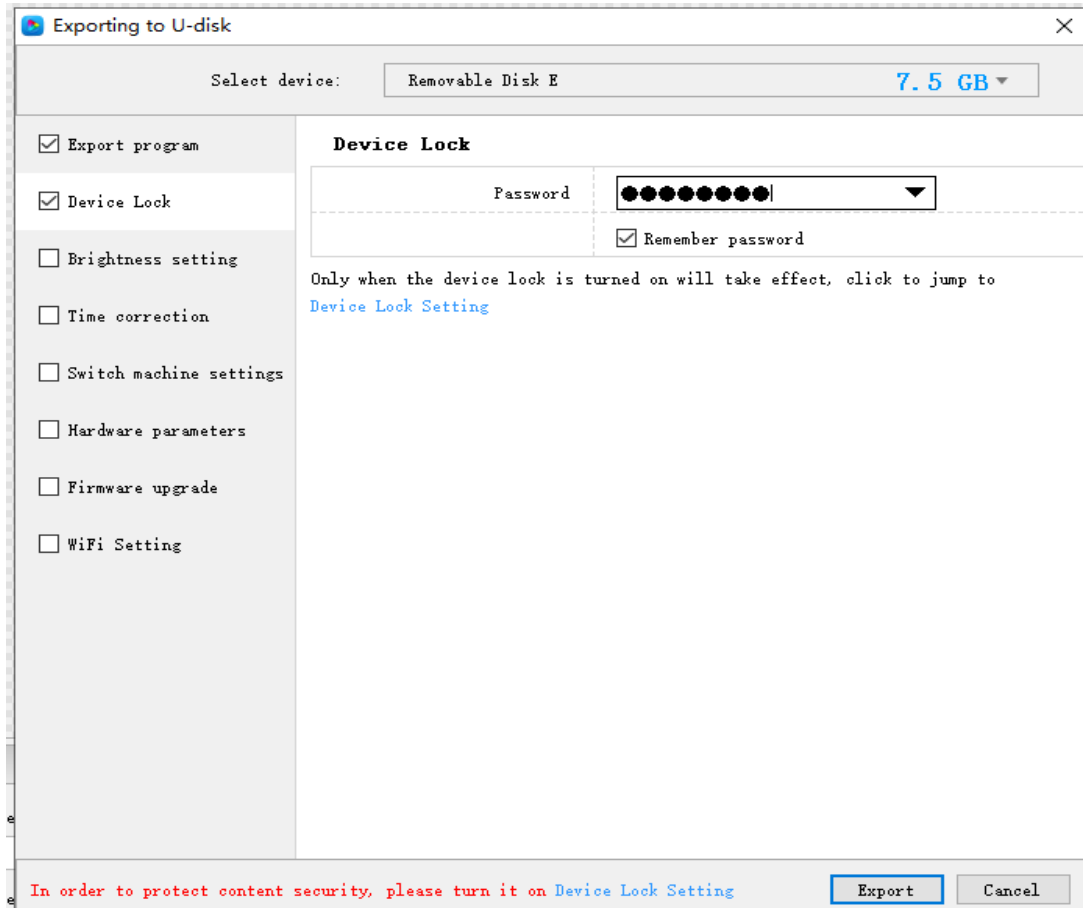 Exporting to U-disk
Select device: Removable Disk E 7.5 GB
Export program
Device Lock
Brightness setting
Time correction
Switch machine settings
Hardware parameters
Firmware upgrade
WiFi Setting
Device Lock
Password ●●●●●●●●
Remember password
Only when the device lock is turned on will take effect, click to jump to
Device Lock Setting
In order to protect content security, please turn it on Device Lock Setting
Export Cancel